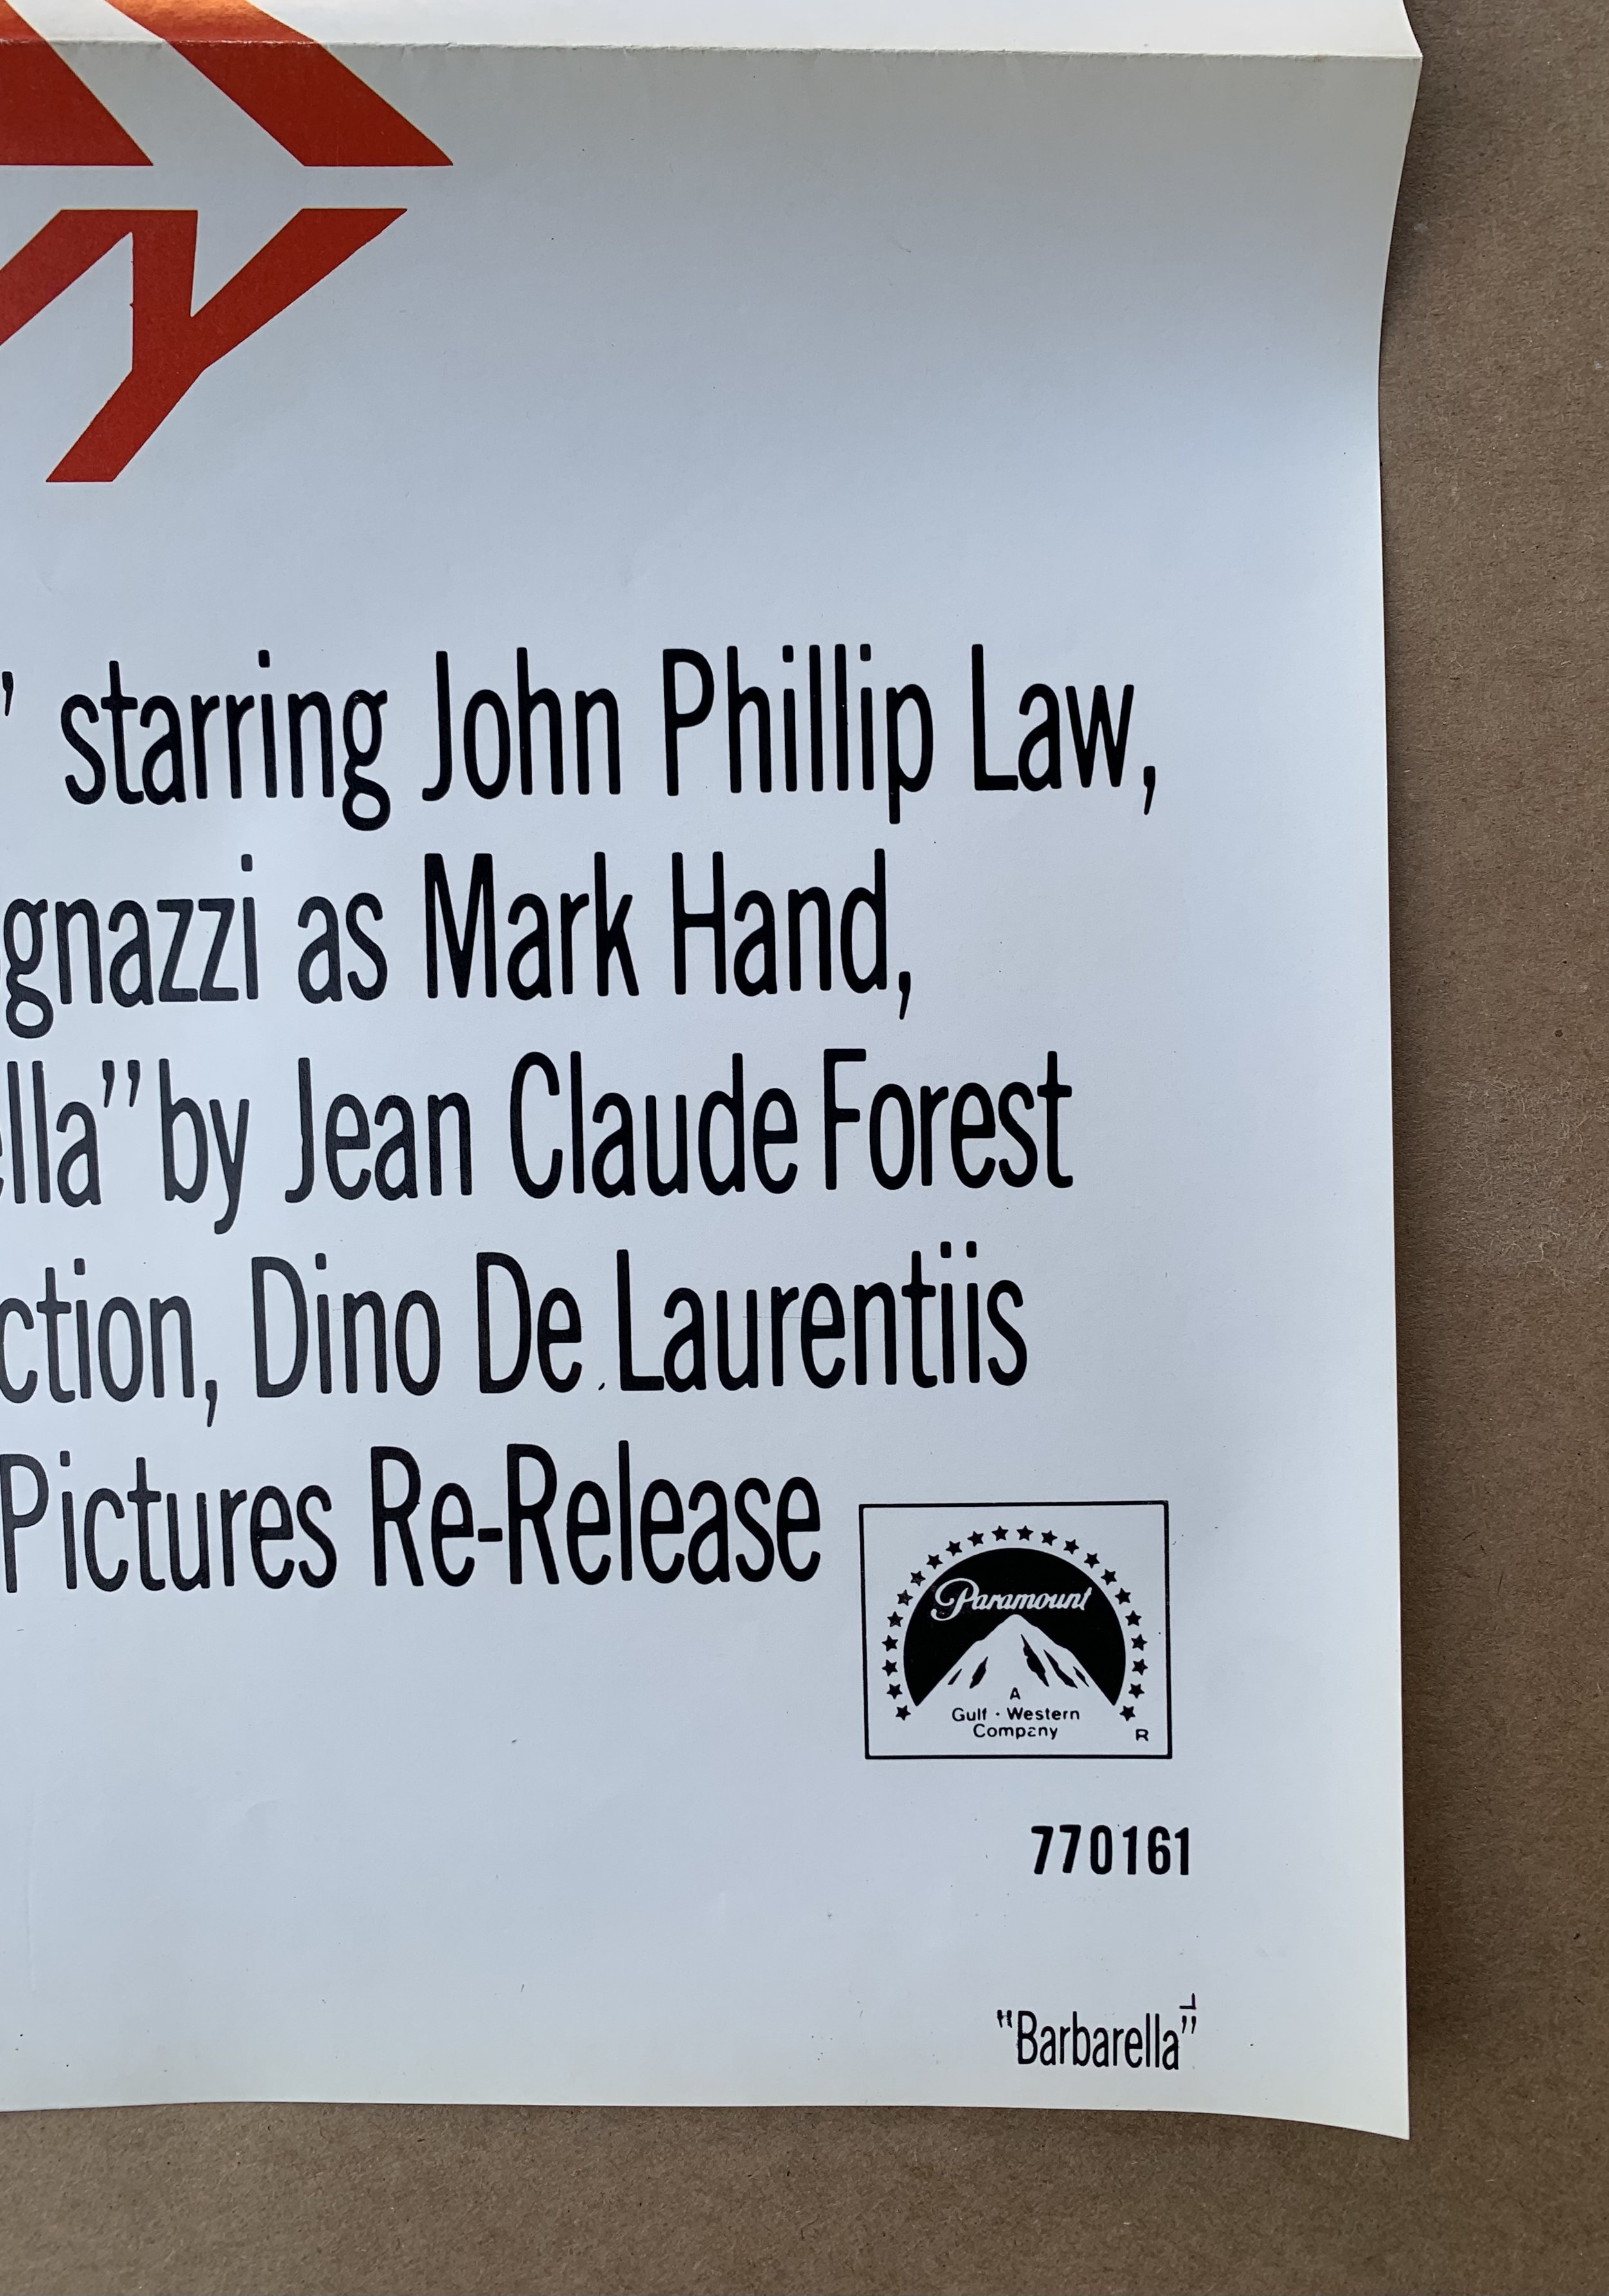 y
” starring John Phillip Law,
gnazzi as Mark Hand,
lla” by Jean Claude Forest
ction, Dino De Laurentiis
Pictures Re-Release
Paramount
A
Gulf · Western
Company
R
770161
"Barbarella”